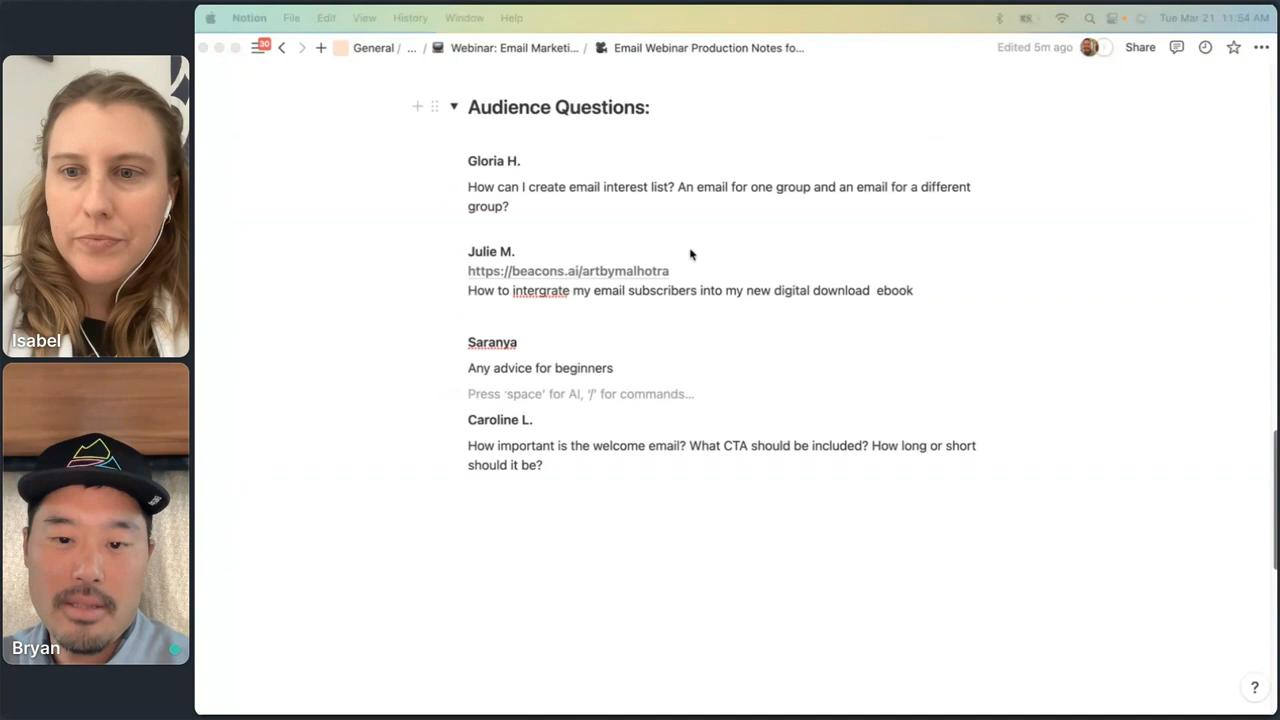 Notion File Edit View History Window Help Tue Mar 21 11:54 AM
30 General / ... / Webinar: Email Marketi... / Email Webinar Production Notes fo... Edited 5m ago Share
Audience Questions:
Gloria H.
How can I create email interest list? An email for one group and an email for a different
group?
Julie M.
https://beacons.ai/artbymalhotra
How to intergrate my email subscribers into my new digital download ebook
Saranya
Any advice for beginners
Press 'space' for AI, '/' for commands...
Caroline L.
How important is the welcome email? What CTA should be included? How long or short
should it be?
Isabel
Bryan
?